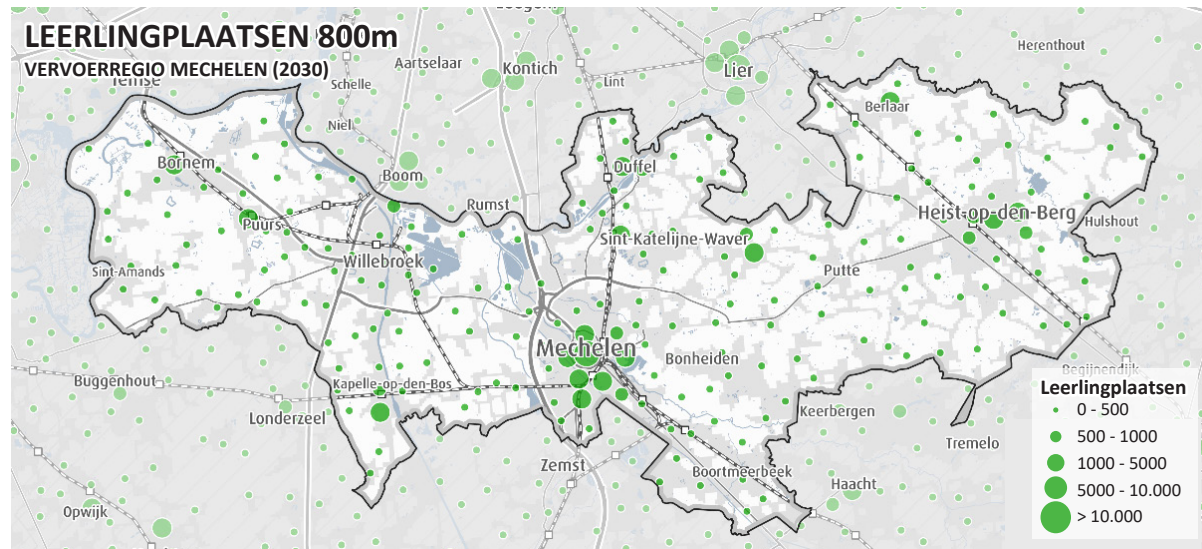 LEERLINGPLAATSEN 800m
VERVOERREGIO MECHELEN (2030)
Temse
Schelle
Aartselaar
Kontich
Lint
Lier
Herenthout
Niel
Berlaar
Bornem
Boom
Duffel
Rumst
Puurs
Heist-op-den-Berg
Hulshout
Sint-Katelijne-Waver
Willebroek
Sint-Amands
Putte
Mechelen
Bonheiden
Buggenhout
Kapelle-op-den-Bos
Begijnendijk
Londerzeel
Keerbergen
Tremelo
Zemst
Boortmeerbeek
Haacht
Opwijk
Leerlingplaatsen
0 - 500
500 - 1000
1000 - 5000
5000 - 10.000
> 10.000